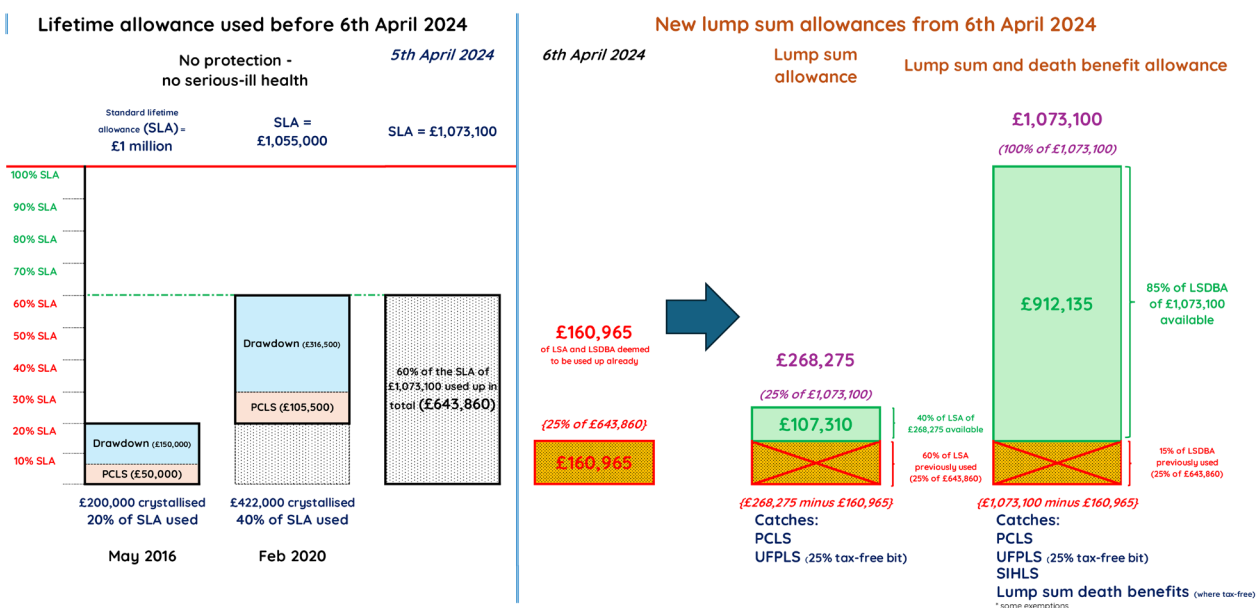 Lifetime allowance used before 6th April 2024
No protection -
no serious-ill health
5th April 2024
Standard lifetime
allowance (SLA) =
£1 million
SLA =
£1,055,000
SLA = £1,073,100
100% SLA
90% SLA
80% SLA
70% SLA
60% SLA
50% SLA
40% SLA
30% SLA
20% SLA
10% SLA
Drawdown (£150,000)
PCLS (£50,000)
£200,000 crystallised
20% of SLA used
May 2016
Drawdown (£316,500)
PCLS (£105,500)
£422,000 crystallised
40% of SLA used
Feb 2020
60% of the SLA of
£1,073,100 used up in
total (£643,860)
New lump sum allowances from 6th April 2024
6th April 2024
£160,965
of LSA and LSDBA deemed
to be used up already
{25% of £643,860}
£160,965
Lump sum
allowance
£268,275
(25% of £1,073,100)
£107,310
40% of LSA of
£268,275 available
60% of LSA
previously used
(25% of £643,860)
{£268,275 minus £160,965}
Catches:
PCLS
UFPLS (25% tax-free bit)
Lump sum and death benefit allowance
£1,073,100
(100% of £1,073,100)
£912,135
85% of LSDBA
of £1,073,100
available
15% of LSDBA
previously used
(25% of £643,860)
{£1,073,100 minus £160,965}
Catches:
PCLS
UFPLS (25% tax-free bit)
SIHLS
Lump sum death benefits (where tax-free)
* some exemptions